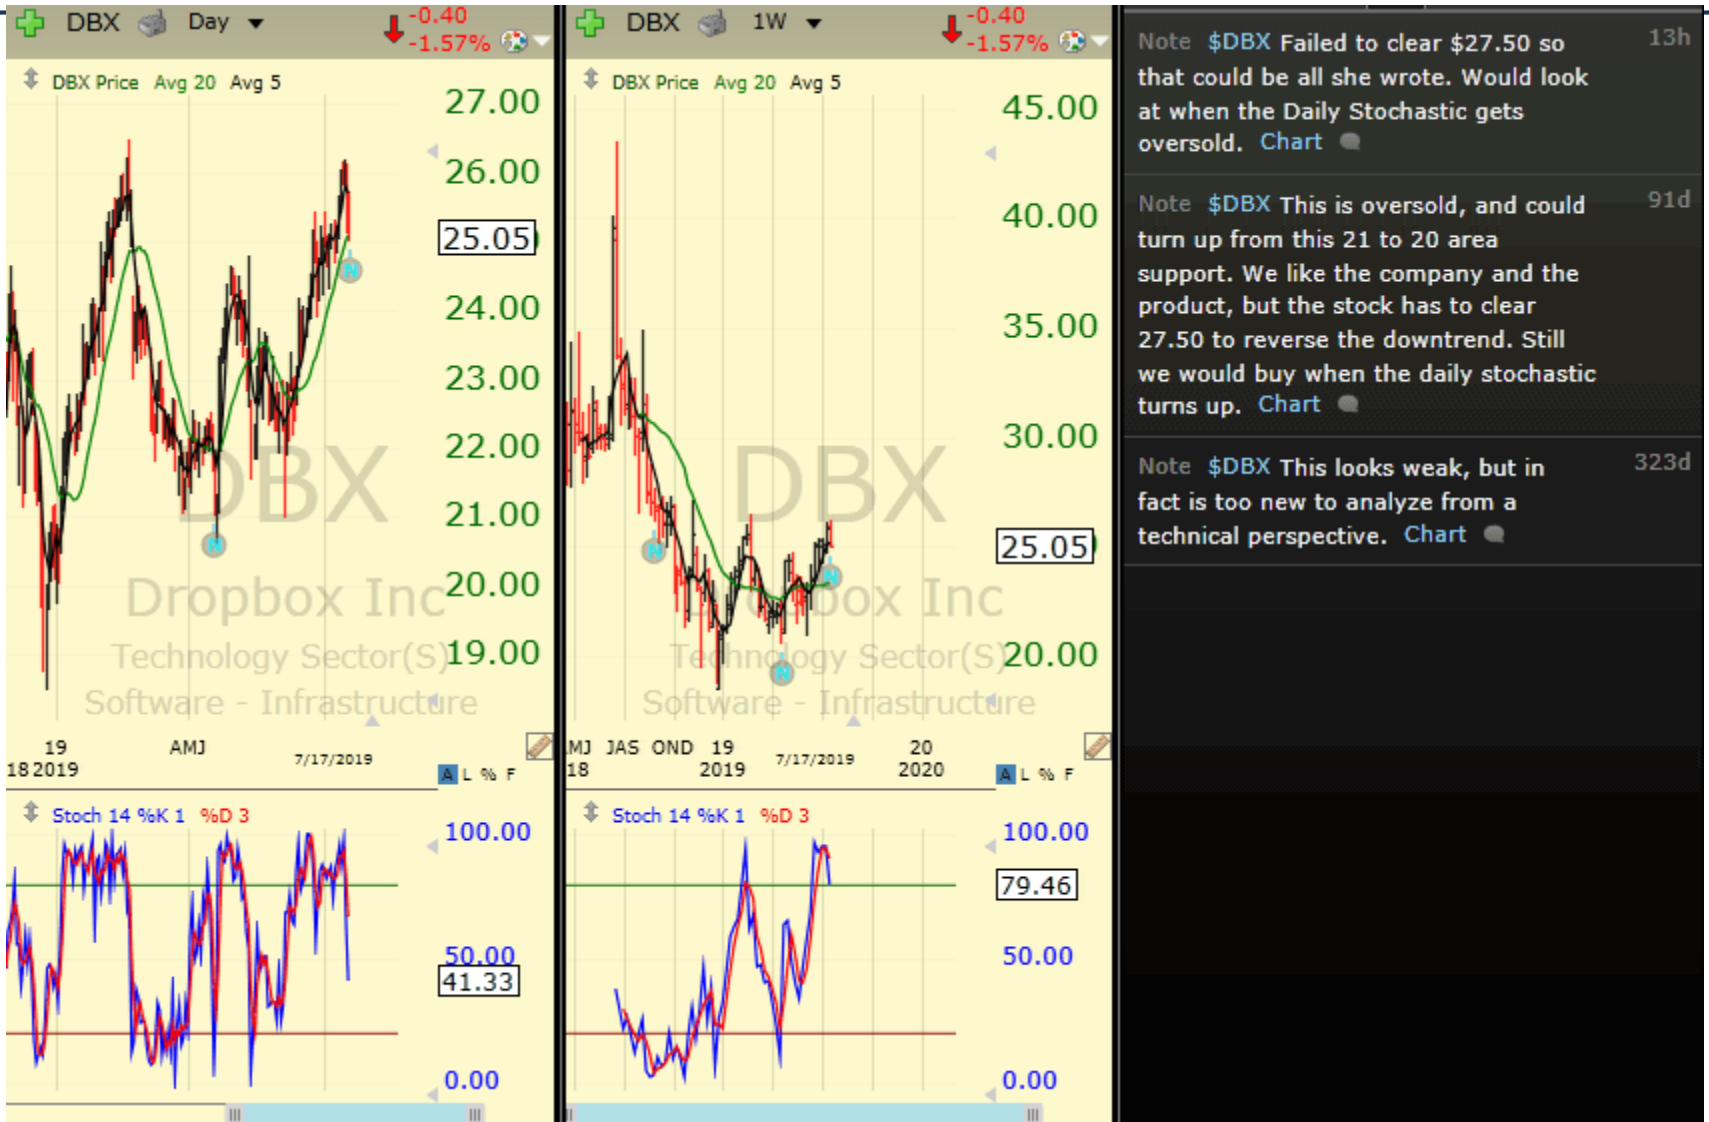 DBX Day
-0.40
-1.57%
DBX Price Avg 20 Avg 5
27.00
26.00
25.05
24.00
23.00
22.00
21.00
20.00
19.00
N
N
DBX
Dropbox Inc
Technology Sector(S)
Software - Infrastructure
19 AMJ 7/17/2019
18 2019
A L % F
Stoch 14 %K 1 %D 3
100.00
50.00
41.33
0.00
DBX 1W
-0.40
-1.57%
DBX Price Avg 20 Avg 5
45.00
40.00
35.00
30.00
25.05
20.00
N
N
N
DBX
Dropbox Inc
Technology Sector(S)
Software - Infrastructure
MJ JAS OND 19 7/17/2019 20
18 2019 2020
A L % F
Stoch 14 %K 1 %D 3
100.00
79.46
50.00
0.00
Note $DBX Failed to clear $27.50 so 13h
that could be all she wrote. Would look
at when the Daily Stochastic gets
oversold. Chart
Note $DBX This is oversold, and could 91d
turn up from this 21 to 20 area
support. We like the company and the
product, but the stock has to clear
27.50 to reverse the downtrend. Still
we would buy when the daily stochastic
turns up. Chart
Note $DBX This looks weak, but in 323d
fact is too new to analyze from a
technical perspective. Chart